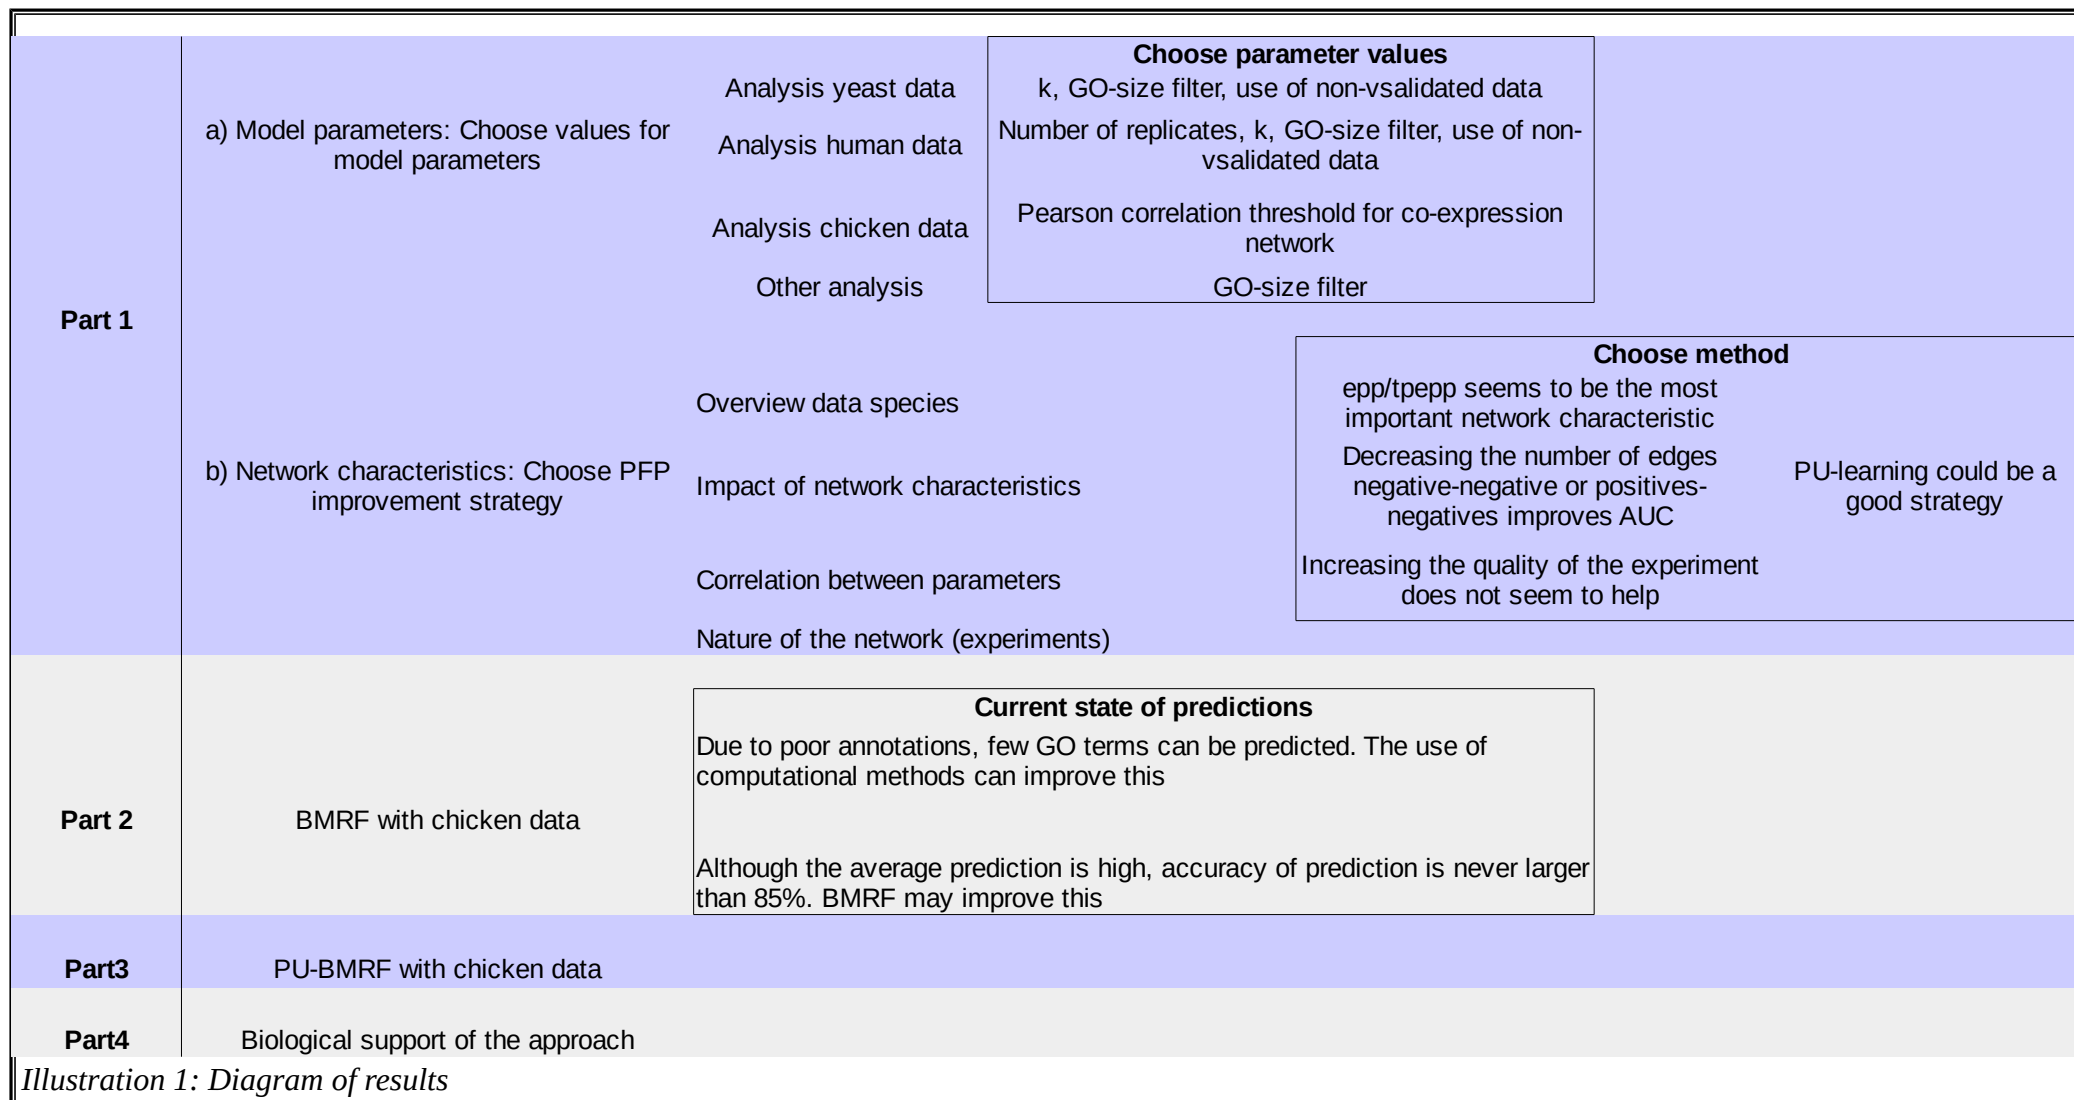 Choose parameter values
Analysis yeast data
k, GO-size filter, use of non-vsalidated data
a) Model parameters: Choose values for
model parameters
Analysis human data
Number of replicates, k, GO-size filter, use of non-
vsalidated data
Analysis chicken data
Pearson correlation threshold for co-expression
network
Other analysis
GO-size filter
Part 1
Choose method
Overview data species
epp/tpepp seems to be the most
important network characteristic
b) Network characteristics: Choose PFP
improvement strategy
Impact of network characteristics
Decreasing the number of edges
negative-negative or positives-
negatives improves AUC
PU-learning could be a
good strategy
Correlation between parameters
Increasing the quality of the experiment
does not seem to help
Nature of the network (experiments)
Current state of predictions
Due to poor annotations, few GO terms can be predicted. The use of
computational methods can improve this
Part 2
BMRF with chicken data
Although the average prediction is high, accuracy of prediction is never larger
than 85%. BMRF may improve this
Part3
PU-BMRF with chicken data
Part4
Biological support of the approach
Illustration 1: Diagram of results